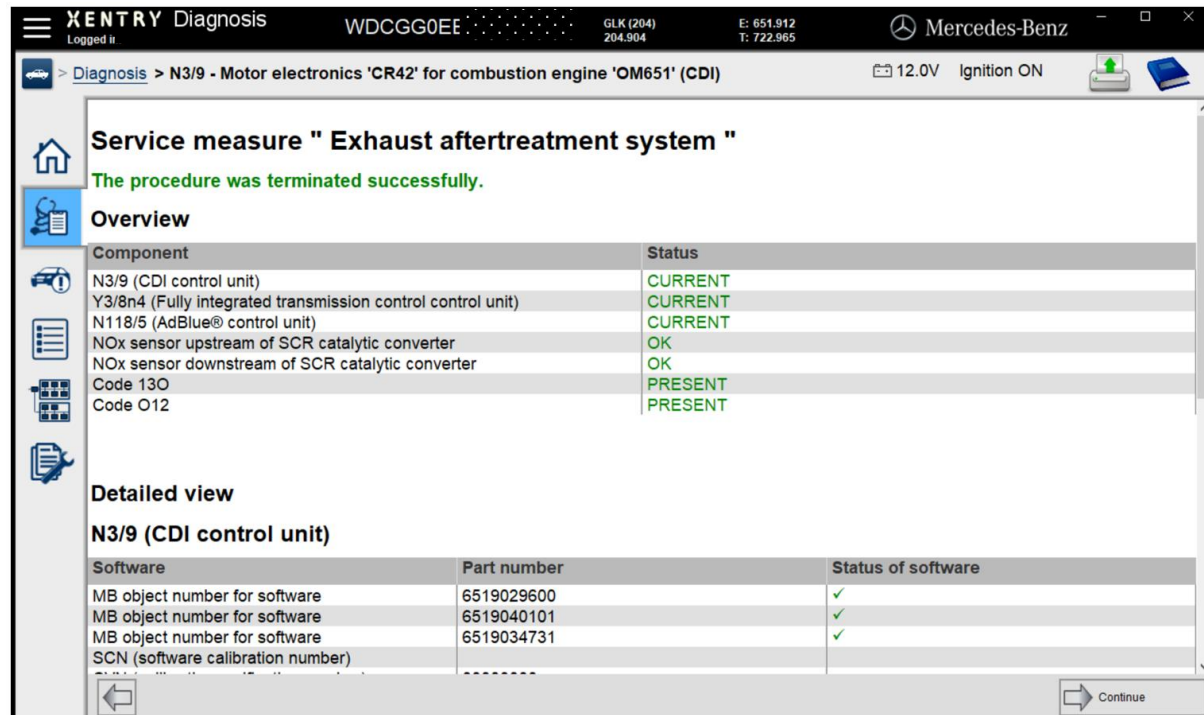 XENTRY Diagnosis
Logged i
WDCGG0EE
GLK (204)
204.904
E: 651.912
T: 722.965
Mercedes-Benz
> Diagnosis > N3/9 - Motor electronics 'CR42' for combustion engine 'OM651' (CDI)
12.0V Ignition ON
Service measure " Exhaust aftertreatment system "
The procedure was terminated successfully.
Overview
Component Status
N3/9 (CDI control unit) CURRENT
Y3/8n4 (Fully integrated transmission control control unit) CURRENT
N118/5 (AdBlue® control unit) CURRENT
NOx sensor upstream of SCR catalytic converter OK
NOx sensor downstream of SCR catalytic converter OK
Code 13O PRESENT
Code O12 PRESENT
Detailed view
N3/9 (CDI control unit)
Software Part number Status of software
MB object number for software 6519029600 ✓
MB object number for software 6519040101 ✓
MB object number for software 6519034731 ✓
SCN (software calibration number)
Continue